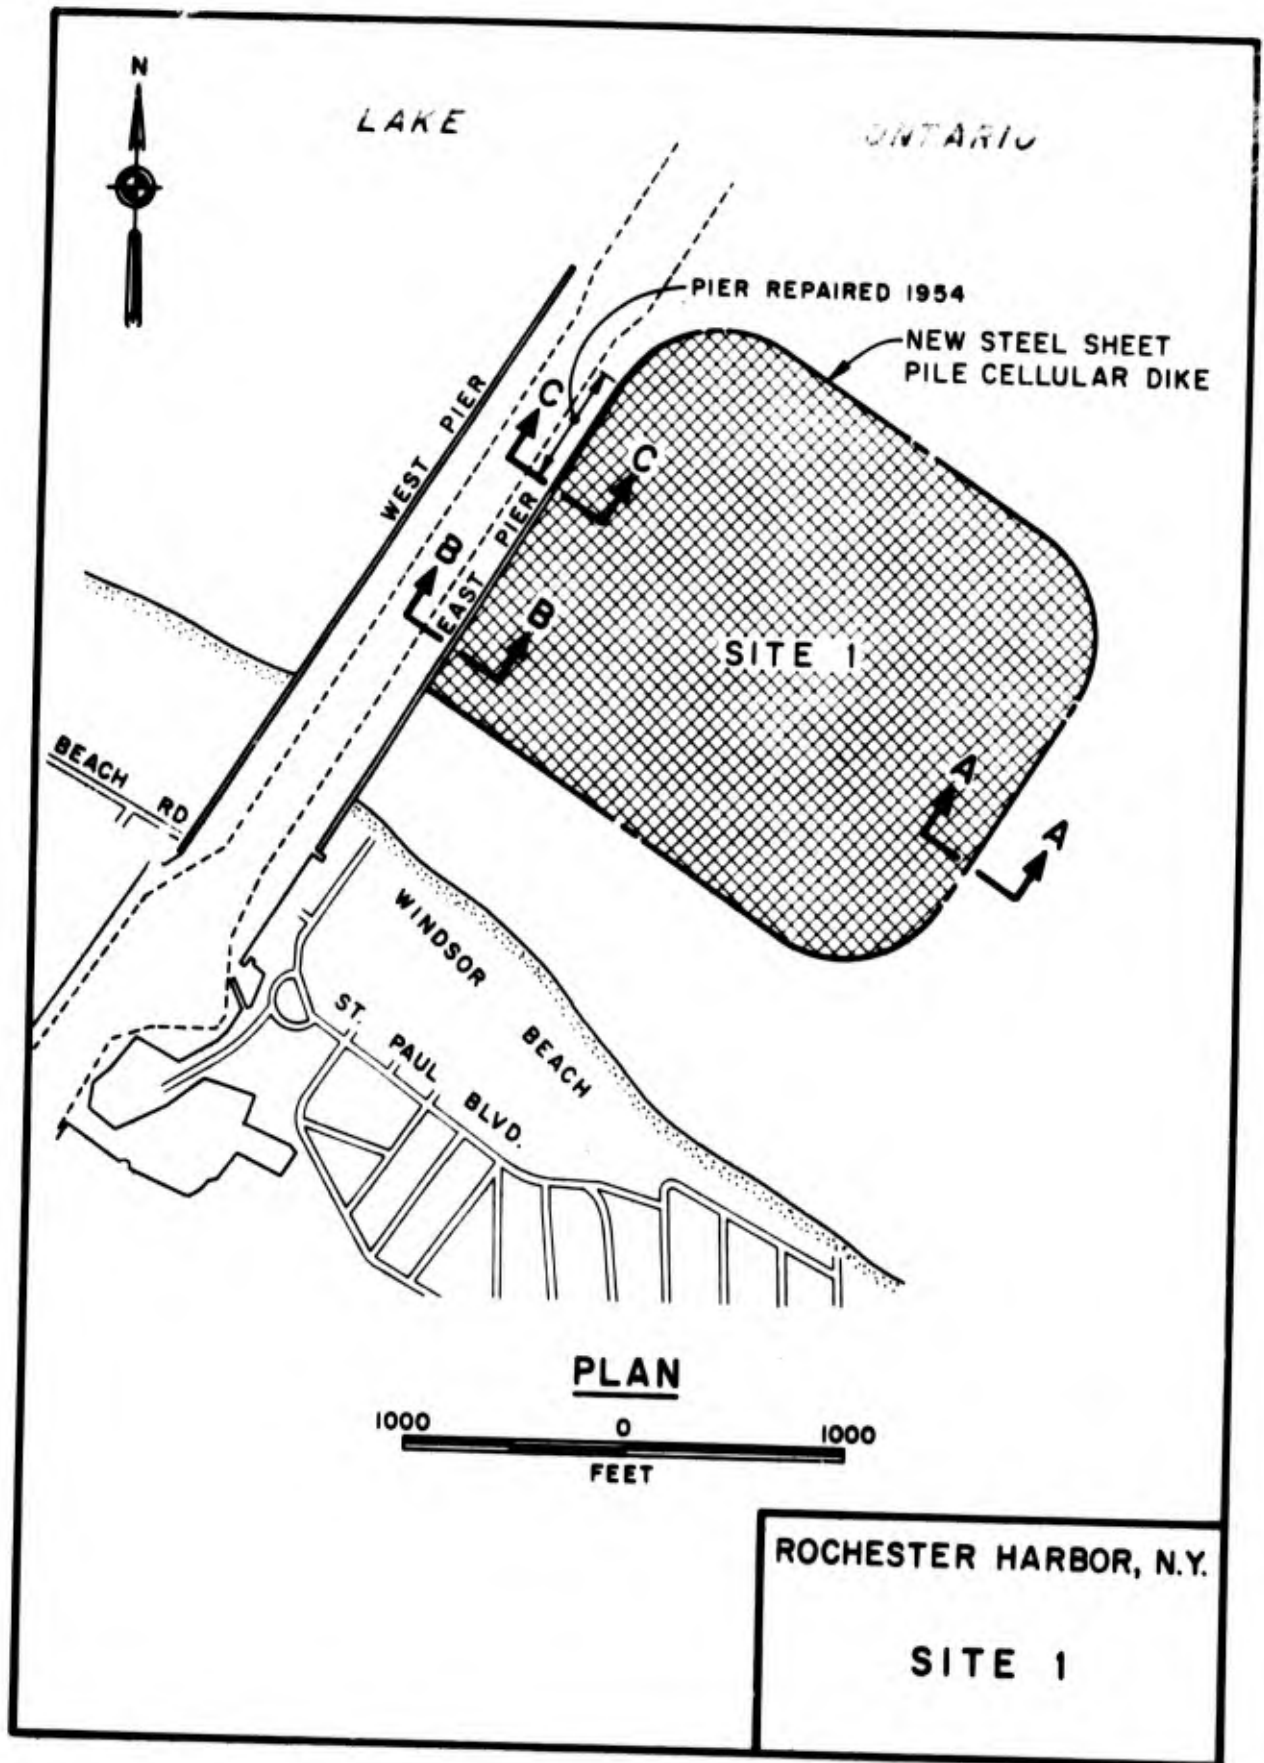 N
LAKE ONTARIO
PIER REPAIRED 1954
NEW STEEL SHEET
PILE CELLULAR DIKE
WEST PIER
C
C
EAST PIER
B
B
SITE 1
A
A
BEACH RD
WINDSOR BEACH
ST. PAUL BLVD.
PLAN
1000 0 1000
FEET
ROCHESTER HARBOR, N.Y.
SITE 1